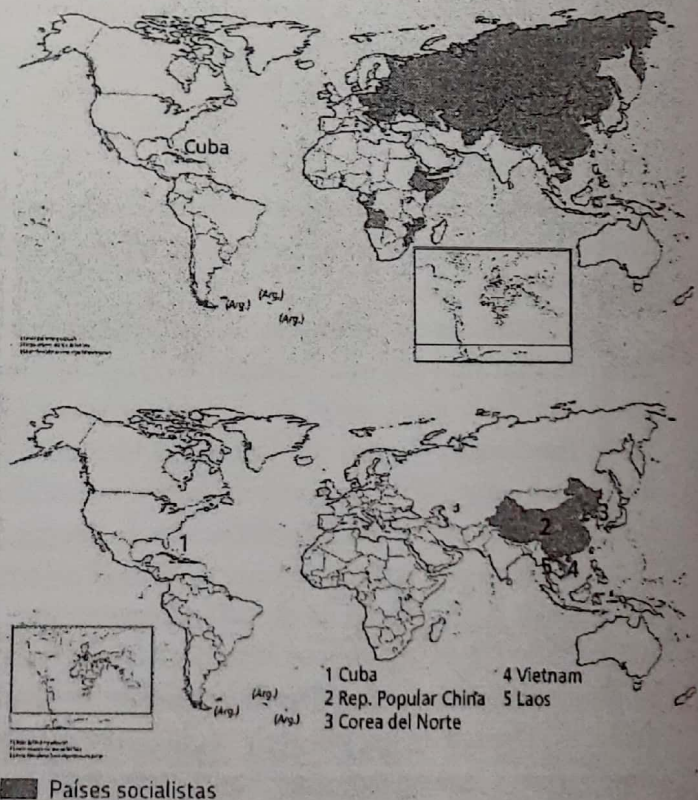 Cuba
(Arg.)
(Arg.)
(Arg.)
1
2
3
5
4
1 Cuba
2 Rep. Popular China
3 Corea del Norte
4 Vietnam
5 Laos
(Arg.)
(Arg.)
(Arg.)
Países socialistas